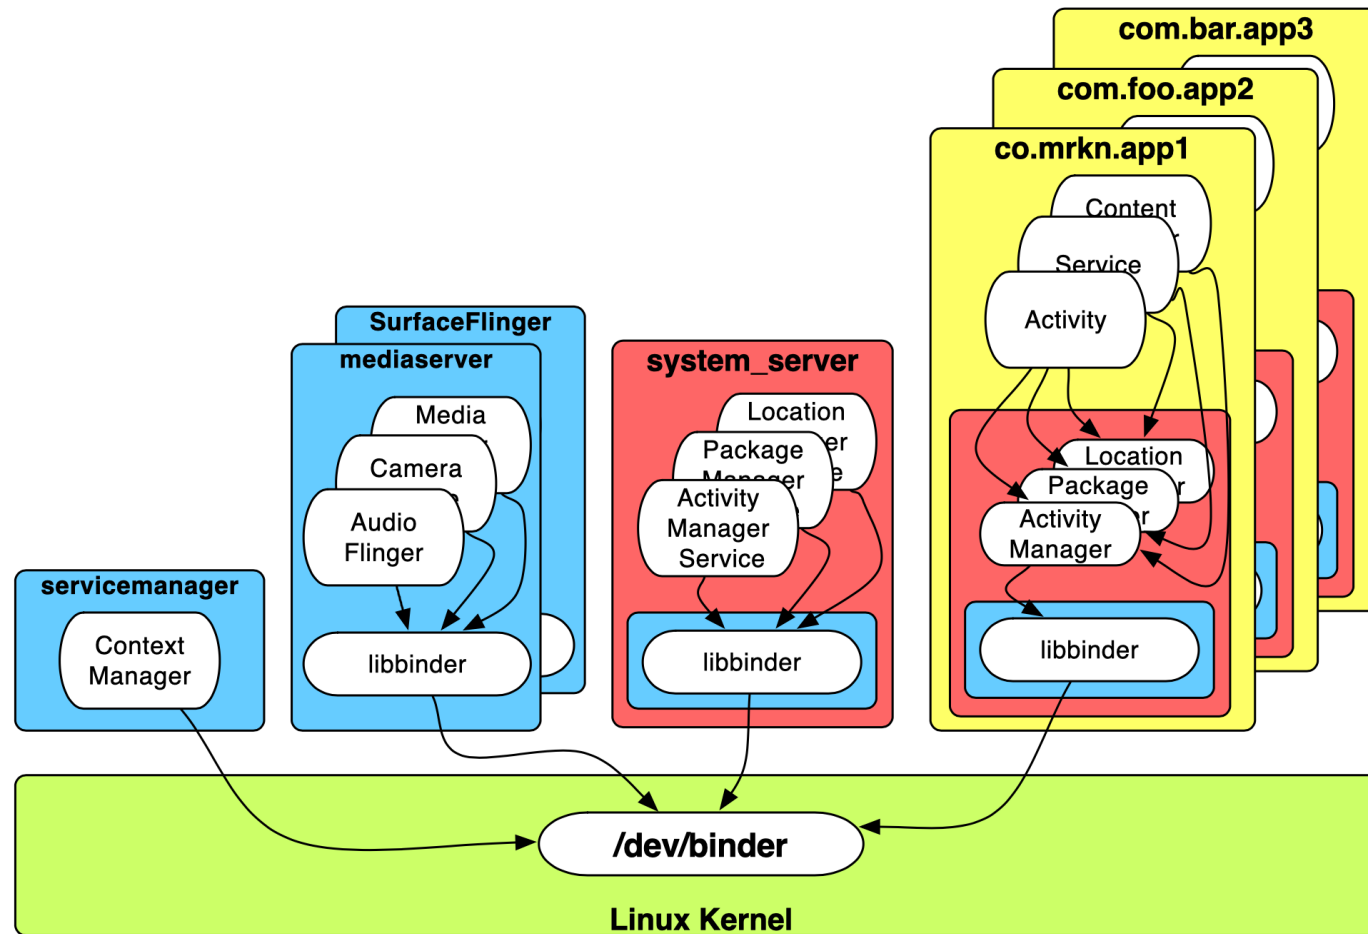 com.bar.app3
com.foo.app2
co.mrkn.app1
Content
Service
Activity
Location
Package
Activity
Manager
libbinder
SurfaceFlinger
mediaserver
Media
Camera
Audio
Flinger
libbinder
system_server
Location
Package
Activity
Manager
Service
libbinder
servicemanager
Context
Manager
/dev/binder
Linux Kernel